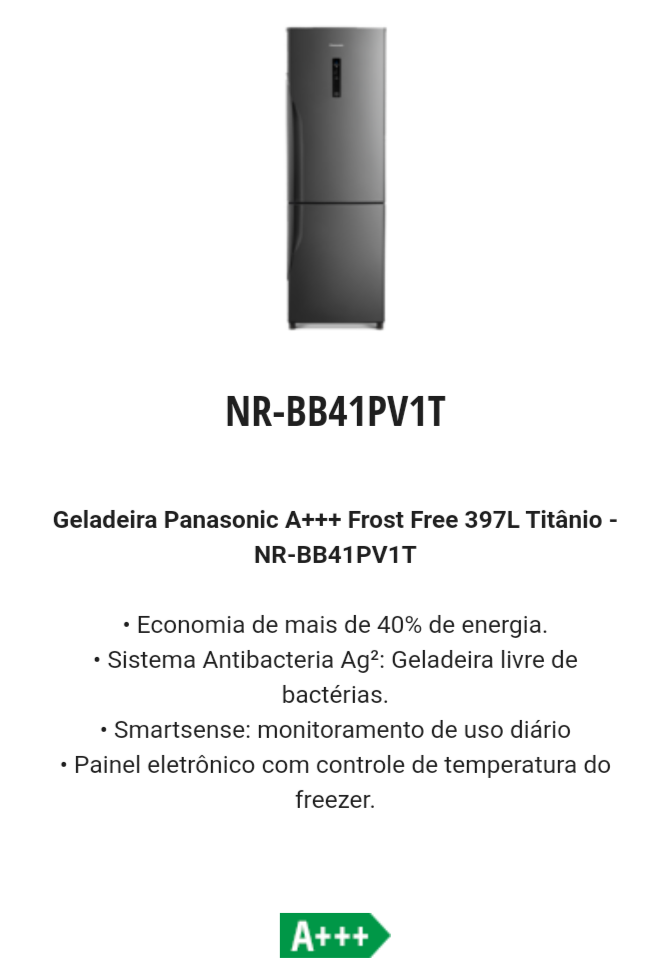 NR-BB41PV1T
Geladeira Panasonic A+++ Frost Free 397L Titânio -
NR-BB41PV1T
• Economia de mais de 40% de energia.
• Sistema Antibacteria Ag²: Geladeira livre de
bactérias.
• Smartsense: monitoramento de uso diário
• Painel eletrônico com controle de temperatura do
freezer.
A+++